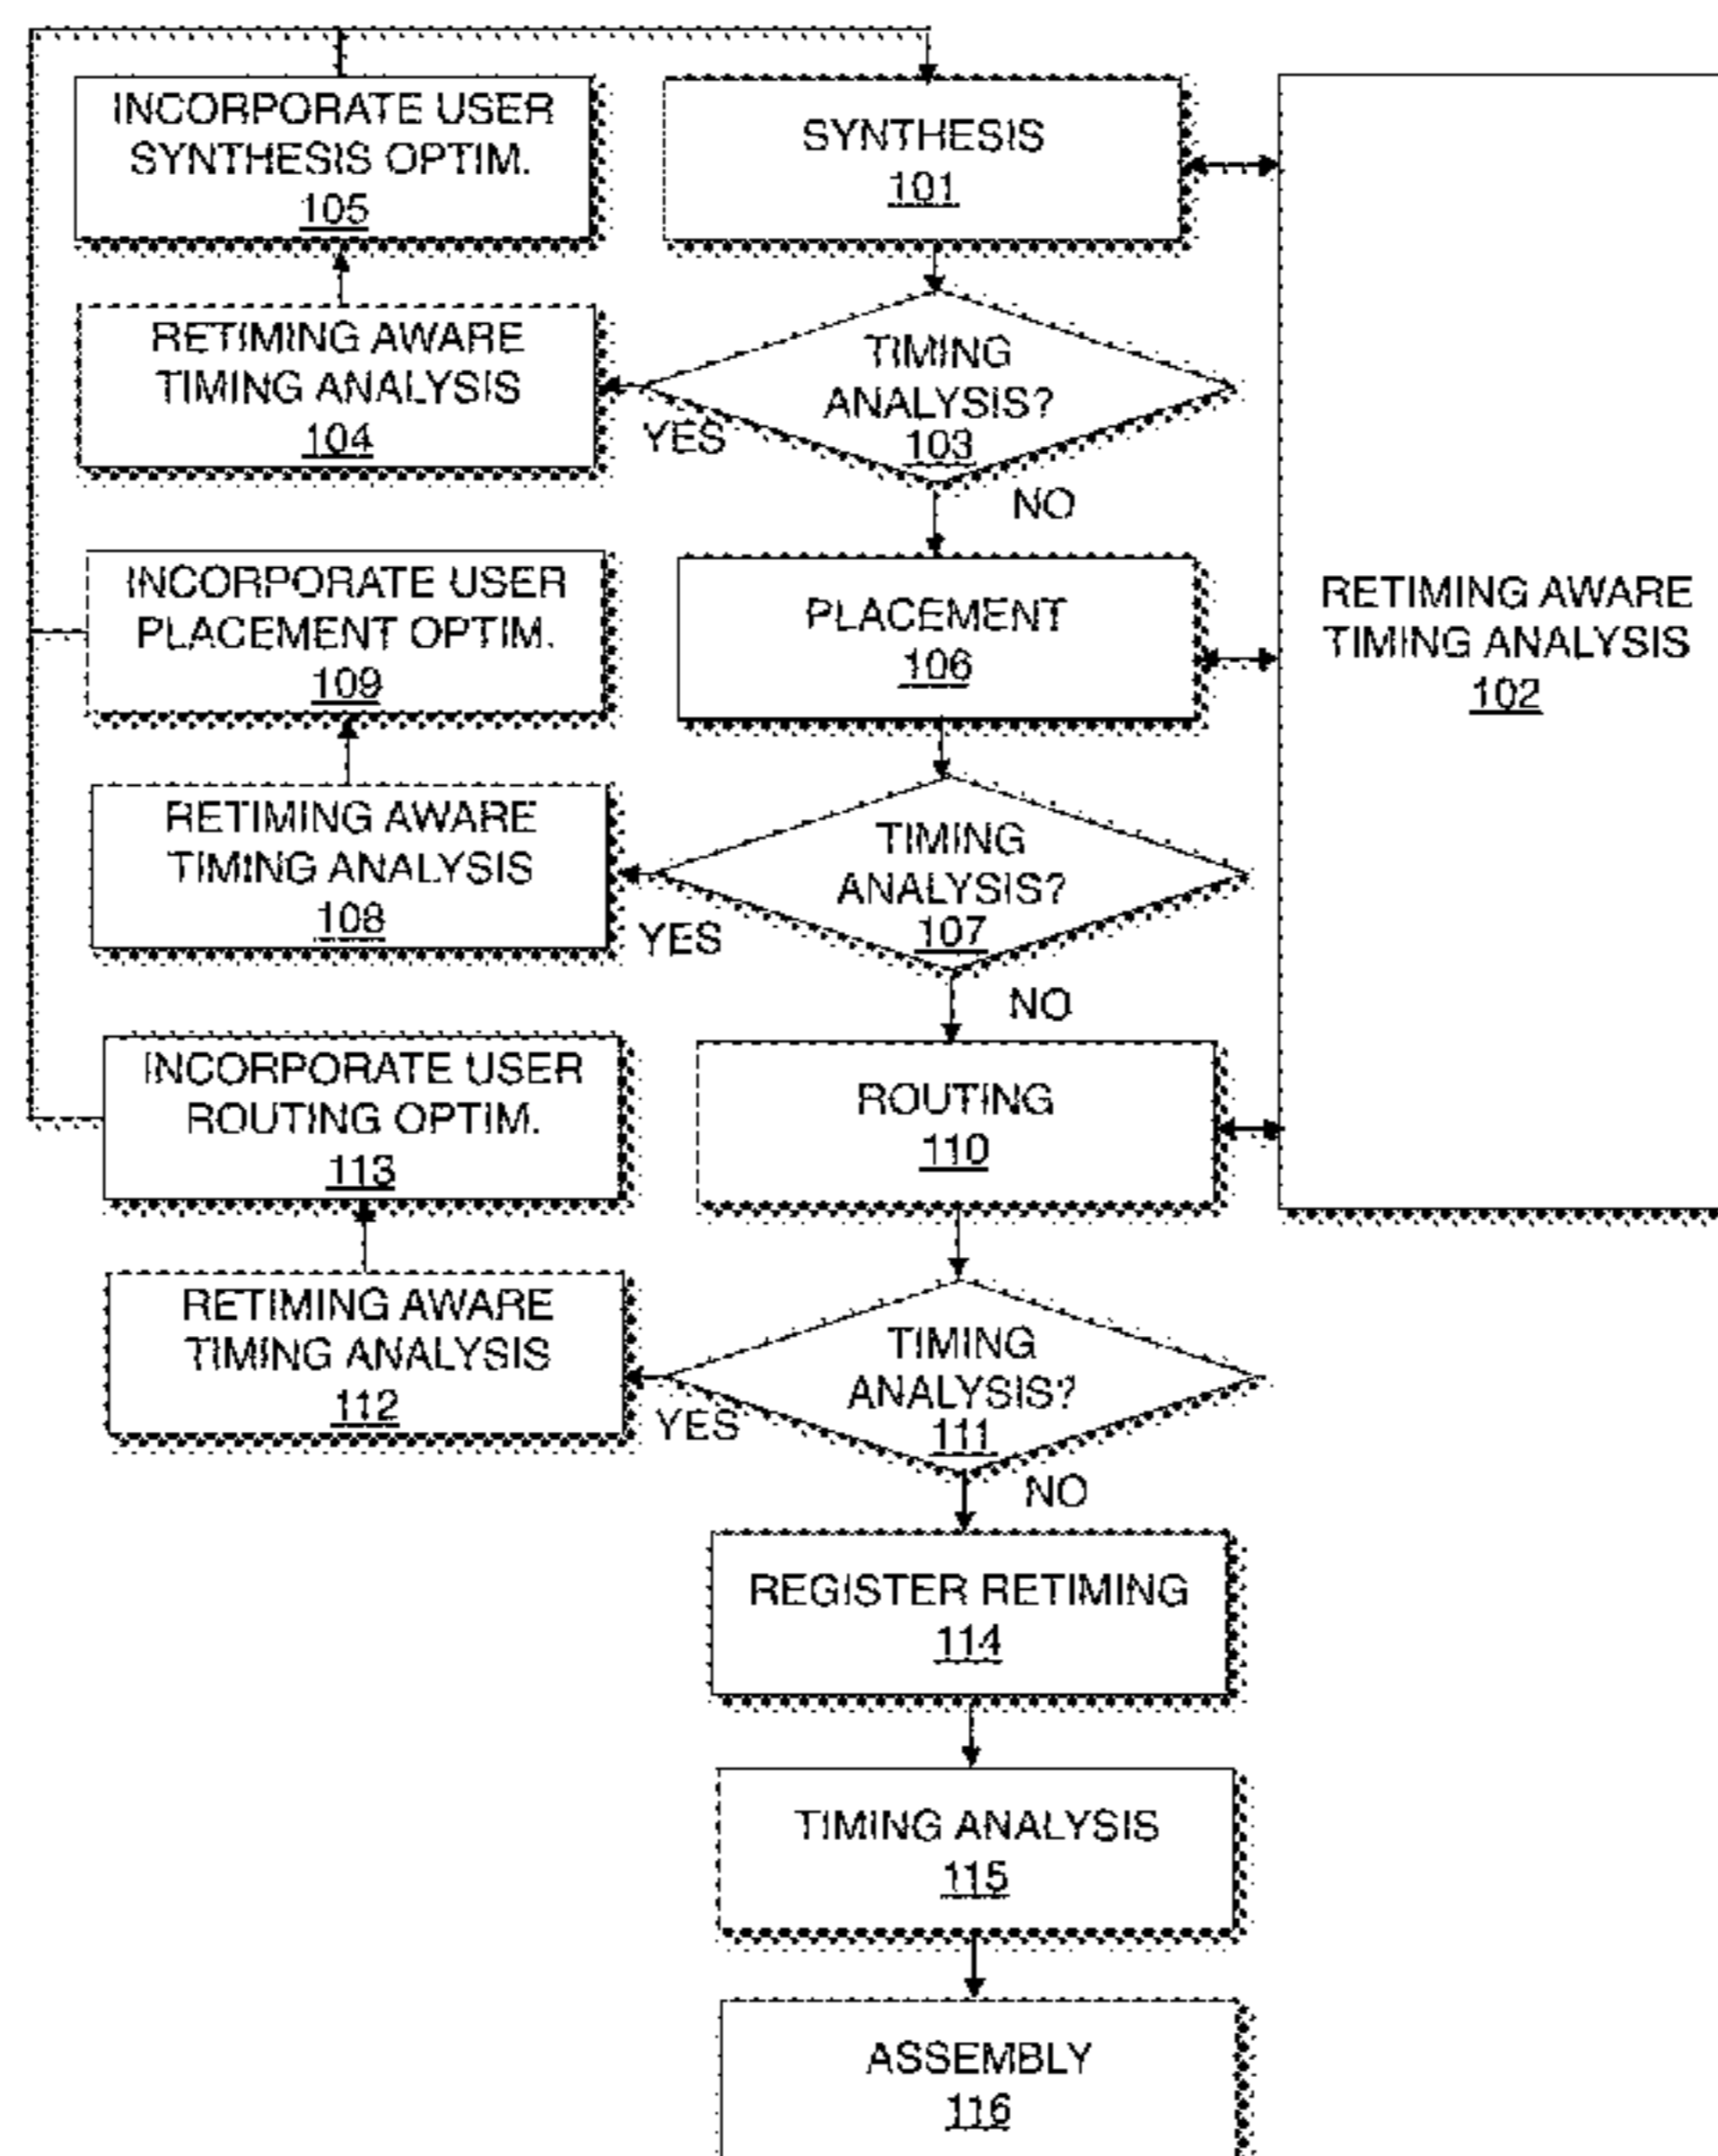 INCORPORATE USER
SYNTHESIS OPTIM.
105
SYNTHESIS
101
RETIMING AWARE
TIMING ANALYSIS
104
TIMING
ANALYSIS?
103
YES
NO
INCORPORATE USER
PLACEMENT OPTIM.
109
PLACEMENT
106
RETIMING AWARE
TIMING ANALYSIS
102
RETIMING AWARE
TIMING ANALYSIS
108
TIMING
ANALYSIS?
107
YES
NO
INCORPORATE USER
ROUTING OPTIM.
113
ROUTING
110
RETIMING AWARE
TIMING ANALYSIS
112
TIMING
ANALYSIS?
111
YES
NO
REGISTER RETIMING
114
TIMING ANALYSIS
115
ASSEMBLY
116